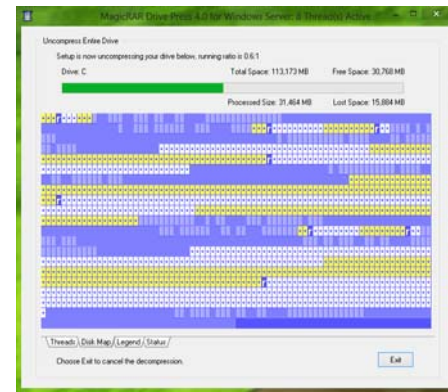 MagicRAR Drive Press 4.0 for Windows Server: 8 Thread(s) Active
Uncompress Entire Drive
Setup is now uncompressing your drive below, running ratio is 0.6:1
Drive: C Total Space: 113,173 MB Free Space: 30,768 MB
Processed Size: 31,464 MB Lost Space: 15,884 MB
Threads Disk Map Legend Status
Choose Exit to cancel the decompression.
Exit